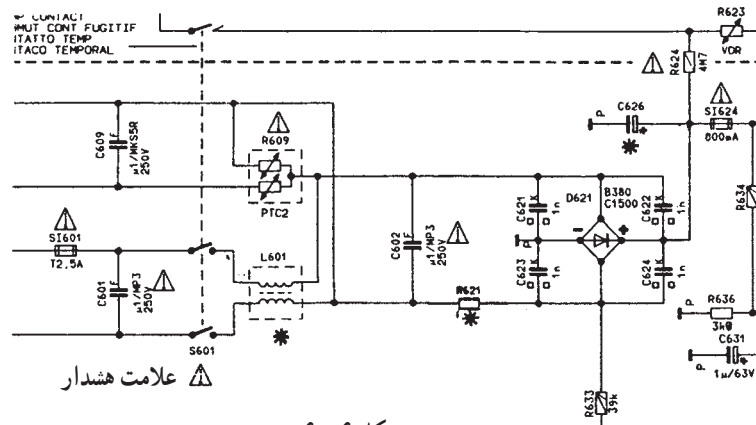 CONTACT
IMUT CONT FUGITIF
ITATTO TEMP
ITACO TEMPORAL
R623
VDR
R624
4M7
C626
P
SI624
800mA
C609
µ1/MKS5R
250V
R609
PTC2
R634
D621
B380
C1500
C621
1n
C622
1n
P
C623
1n
C624
1n
C602
µ1/MP3
250V
SI601
T2,5A
C601
µ1/MP3
250V
L601
R621
P
R636
3k0
P
C631
1µ/63V
S601
علامت هشدار
R633
39k